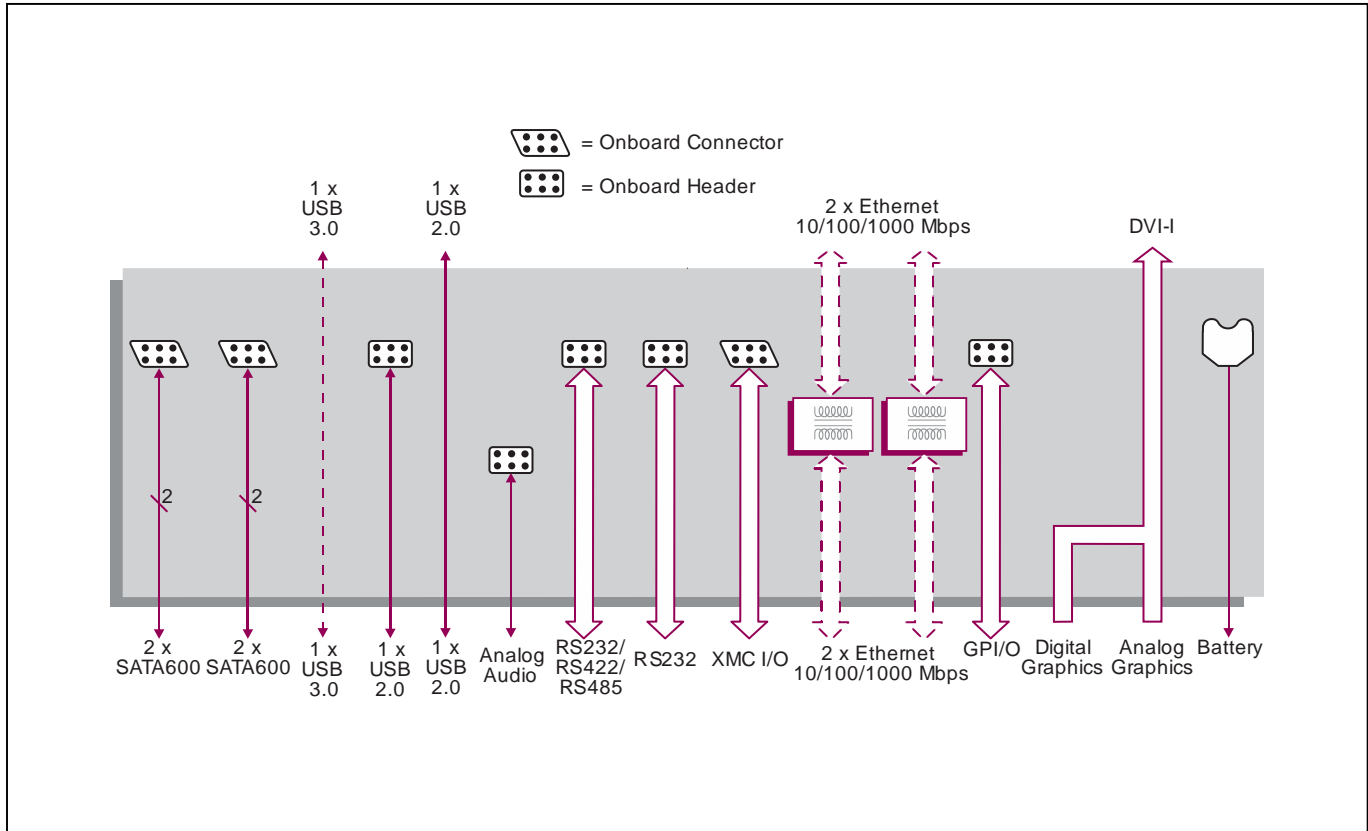 = Onboard Connector
= Onboard Header
1 x
USB
3.0
1 x
USB
2.0
2 x Ethernet
10/100/1000 Mbps
DVI-I
2
2
2 x
SATA600
2 x
SATA600
1 x
USB
3.0
1 x
USB
2.0
1 x
USB
2.0
Analog
Audio
RS232/
RS422/
RS485
RS232
XMC I/O
2 x Ethernet
10/100/1000 Mbps
GPI/O
Digital
Graphics
Analog
Graphics
Battery